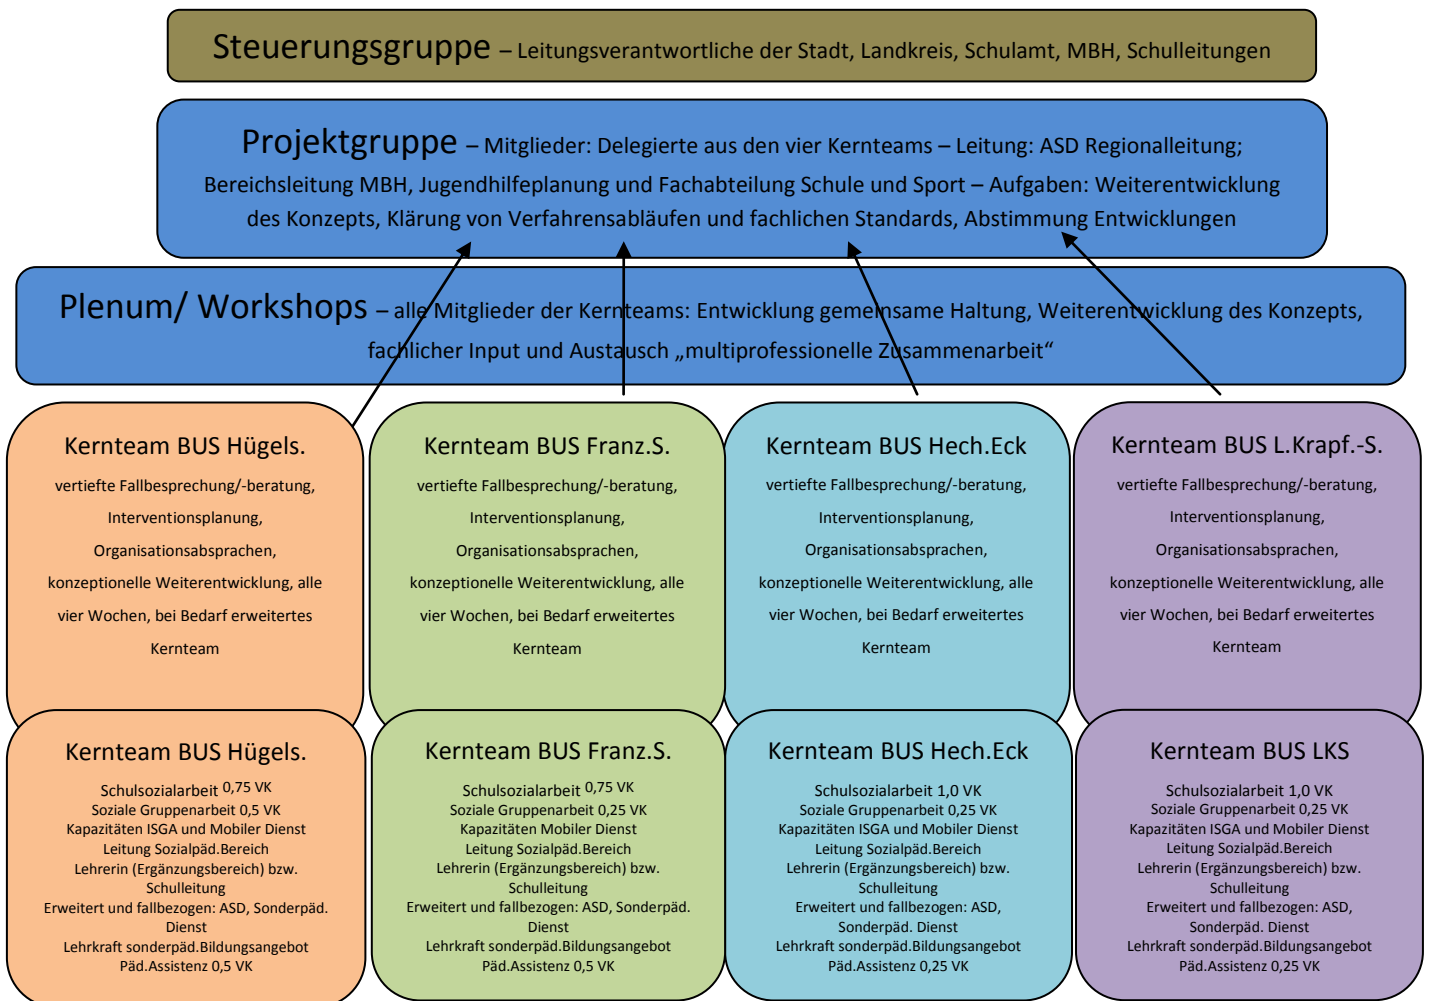 Steuerungsgruppe – Leitungsverantwortliche der Stadt, Landkreis, Schulamt, MBH, Schulleitungen
Projektgruppe – Mitglieder: Delegierte aus den vier Kernteams – Leitung: ASD Regionalleitung;
Bereichsleitung MBH, Jugendhilfeplanung und Fachabteilung Schule und Sport – Aufgaben: Weiterentwicklung
des Konzepts, Klärung von Verfahrensabläufen und fachlichen Standards, Abstimmung Entwicklungen
Plenum/ Workshops – alle Mitglieder der Kernteams: Entwicklung gemeinsame Haltung, Weiterentwicklung des Konzepts,
fachlicher Input und Austausch „multiprofessionelle Zusammenarbeit“
Kernteam BUS Hügels.
vertiefte Fallbesprechung/-beratung,
Interventionsplanung,
Organisationsabsprachen,
konzeptionelle Weiterentwicklung, alle
vier Wochen, bei Bedarf erweitertes
Kernteam
Kernteam BUS Franz.S.
vertiefte Fallbesprechung/-beratung,
Interventionsplanung,
Organisationsabsprachen,
konzeptionelle Weiterentwicklung, alle
vier Wochen, bei Bedarf erweitertes
Kernteam
Kernteam BUS Hech.Eck
vertiefte Fallbesprechung/-beratung,
Interventionsplanung,
Organisationsabsprachen,
konzeptionelle Weiterentwicklung, alle
vier Wochen, bei Bedarf erweitertes
Kernteam
Kernteam BUS L.Krapf.-S.
vertiefte Fallbesprechung/-beratung,
Interventionsplanung,
Organisationsabsprachen,
konzeptionelle Weiterentwicklung, alle
vier Wochen, bei Bedarf erweitertes
Kernteam
Kernteam BUS Hügels.
Schulsozialarbeit 0,75 VK
Soziale Gruppenarbeit 0,5 VK
Kapazitäten ISGA und Mobiler Dienst
Leitung Sozialpäd.Bereich
Lehrerin (Ergänzungsbereich) bzw.
Schulleitung
Erweitert und fallbezogen: ASD, Sonderpäd.
Dienst
Lehrkraft sonderpäd.Bildungsangebot
Päd.Assistenz 0,5 VK
Kernteam BUS Franz.S.
Schulsozialarbeit 0,75 VK
Soziale Gruppenarbeit 0,25 VK
Kapazitäten Mobiler Dienst
Leitung Sozialpäd.Bereich
Lehrerin (Ergänzungsbereich) bzw.
Schulleitung
Erweitert und fallbezogen: ASD, Sonderpäd.
Dienst
Lehrkraft sonderpäd.Bildungsangebot
Päd.Assistenz 0,5 VK
Kernteam BUS Hech.Eck
Schulsozialarbeit 1,0 VK
Soziale Gruppenarbeit 0,25 VK
Kapazitäten ISGA und Mobiler Dienst
Leitung Sozialpäd.Bereich
Lehrerin (Ergänzungsbereich) bzw.
Schulleitung
Erweitert und fallbezogen: ASD,
Sonderpäd. Dienst
Lehrkraft sonderpäd.Bildungsangebot
Päd.Assistenz 0,25 VK
Kernteam BUS LKS
Schulsozialarbeit 1,0 VK
Soziale Gruppenarbeit 0,25 VK
Kapazitäten ISGA und Mobiler Dienst
Leitung Sozialpäd.Bereich
Lehrerin (Ergänzungsbereich) bzw.
Schulleitung
Erweitert und fallbezogen: ASD,
Sonderpäd. Dienst
Lehrkraft sonderpäd.Bildungsangebot
Päd.Assistenz 0,25 VK